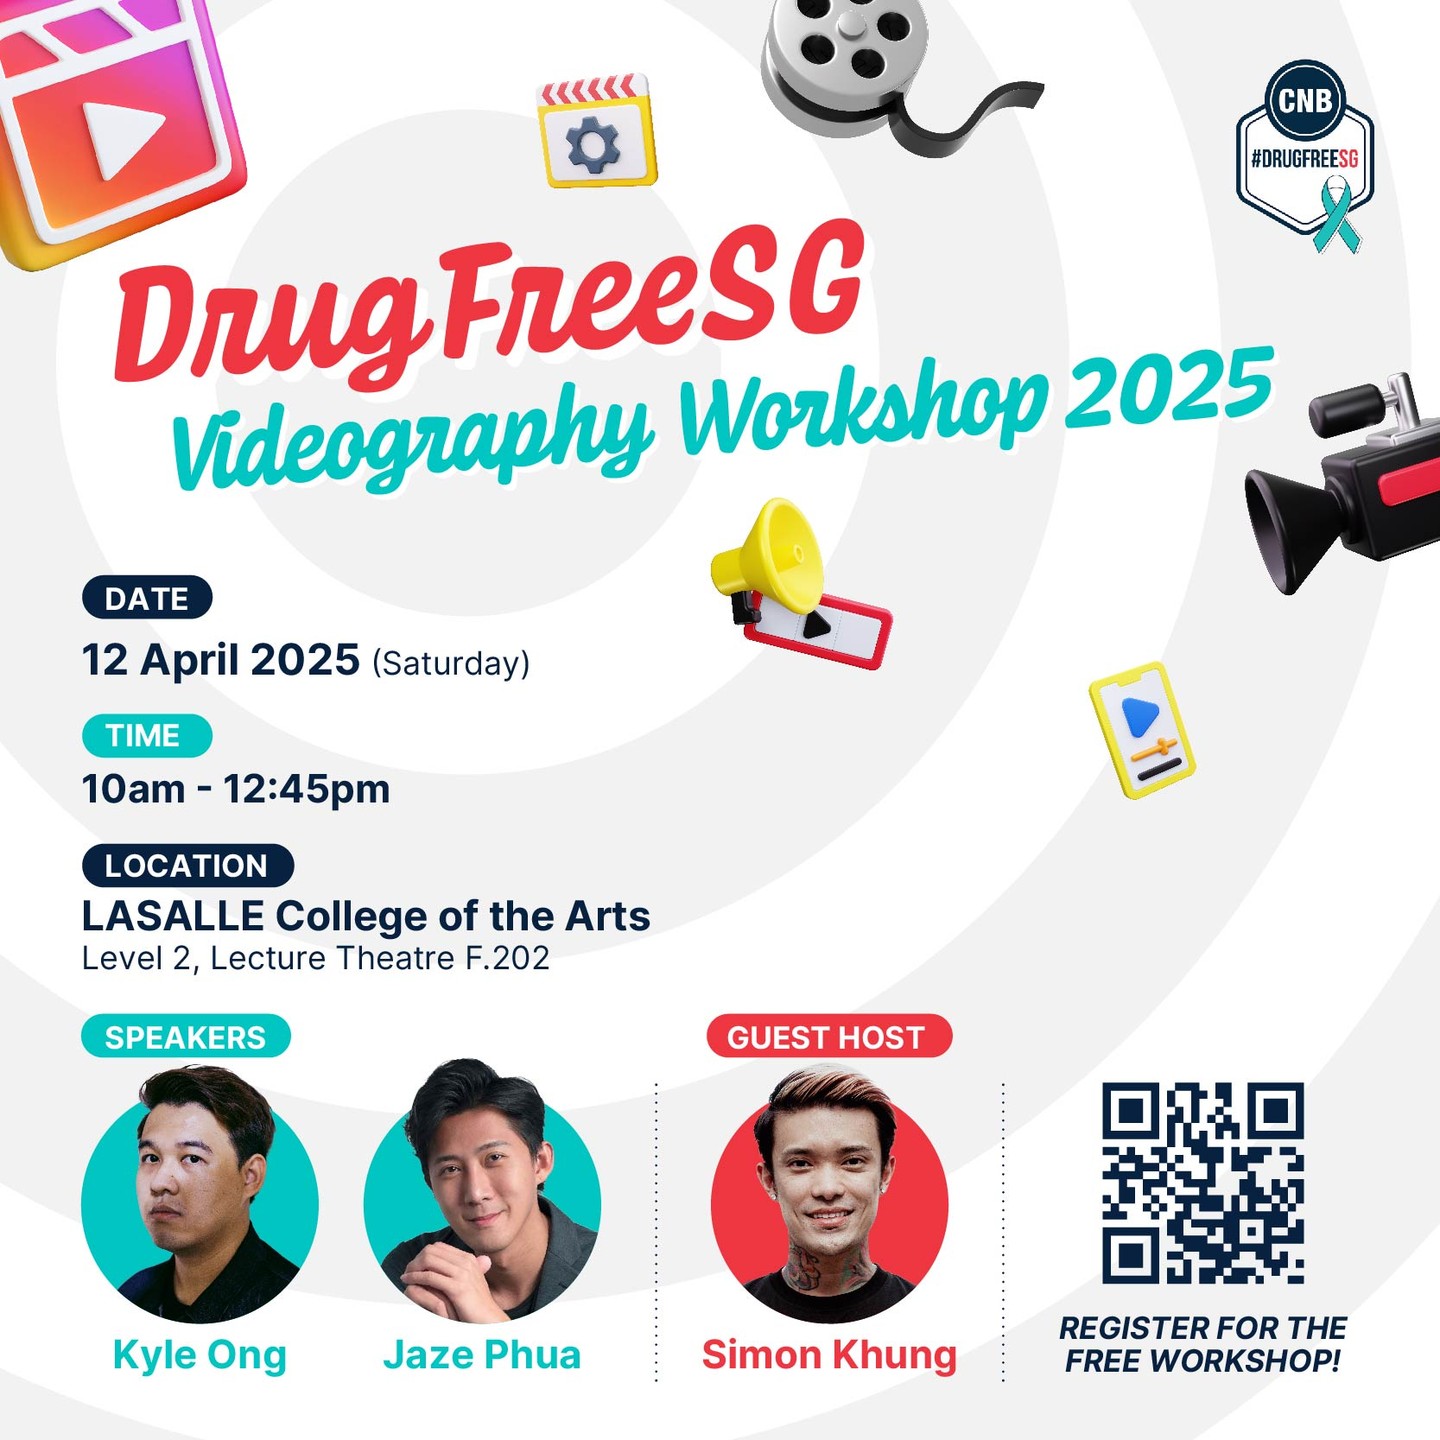 CNB
#DRUGFREESG
DrugFreeSG
Videography Workshop 2025
DATE
12 April 2025 (Saturday)
TIME
10am - 12:45pm
LOCATION
LASALLE College of the Arts
Level 2, Lecture Theatre F.202
SPEAKERS
Kyle Ong
Jaze Phua
GUEST HOST
Simon Khung
REGISTER FOR THE
FREE WORKSHOP!